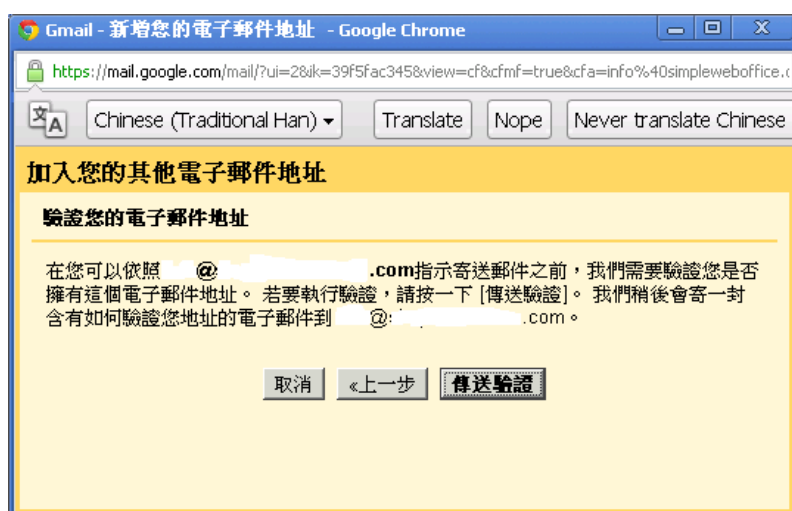 Gmail - 新增您的電子郵件地址 - Google Chrome
https://mail.google.com/mail/?ui=2&ik=39f5fac345&view=cf&cfmf=true&cfa=info%40simpleweboffice.c
文A Chinese (Traditional Han) Translate Nope Never translate Chinese
加入您的其他電子郵件地址
驗證您的電子郵件地址
在您可以依照 @ .com指示寄送郵件之前，我們需要驗證您是否
擁有這個電子郵件地址。 若要執行驗證，請按一下 [傳送驗證]。 我們稍後會寄一封
含有如何驗證您地址的電子郵件到 @ .com。
取消 «上一步 傳送驗證